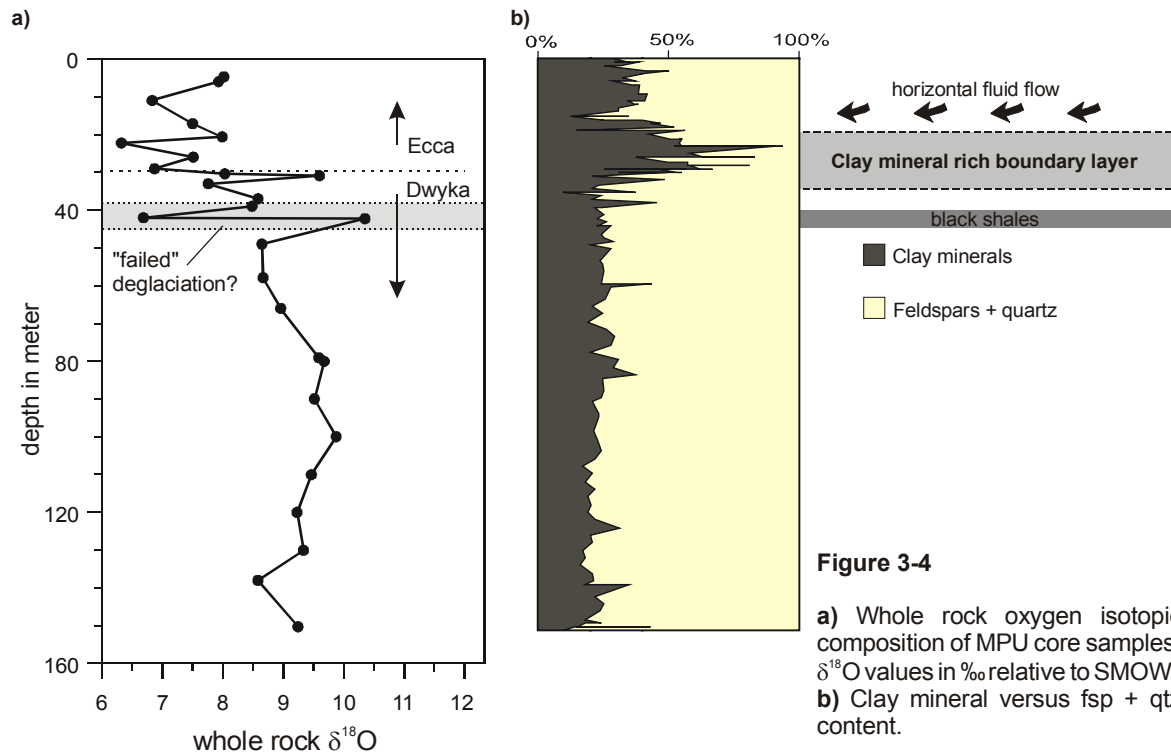 a)
0
40
80
120
160
depth in meter
6 7 8 9 10 11 12
whole rock δ¹⁸O
Ecca
Dwyka
"failed"
deglaciation?
b)
0% 50% 100%
horizontal fluid flow
Clay mineral rich boundary layer
black shales
Clay minerals
Feldspars + quartz
Figure 3-4
a) Whole rock oxygen isotopic
composition of MPU core samples
δ¹⁸O values in ‰ relative to SMOW
b) Clay mineral versus fsp + qtz
content.